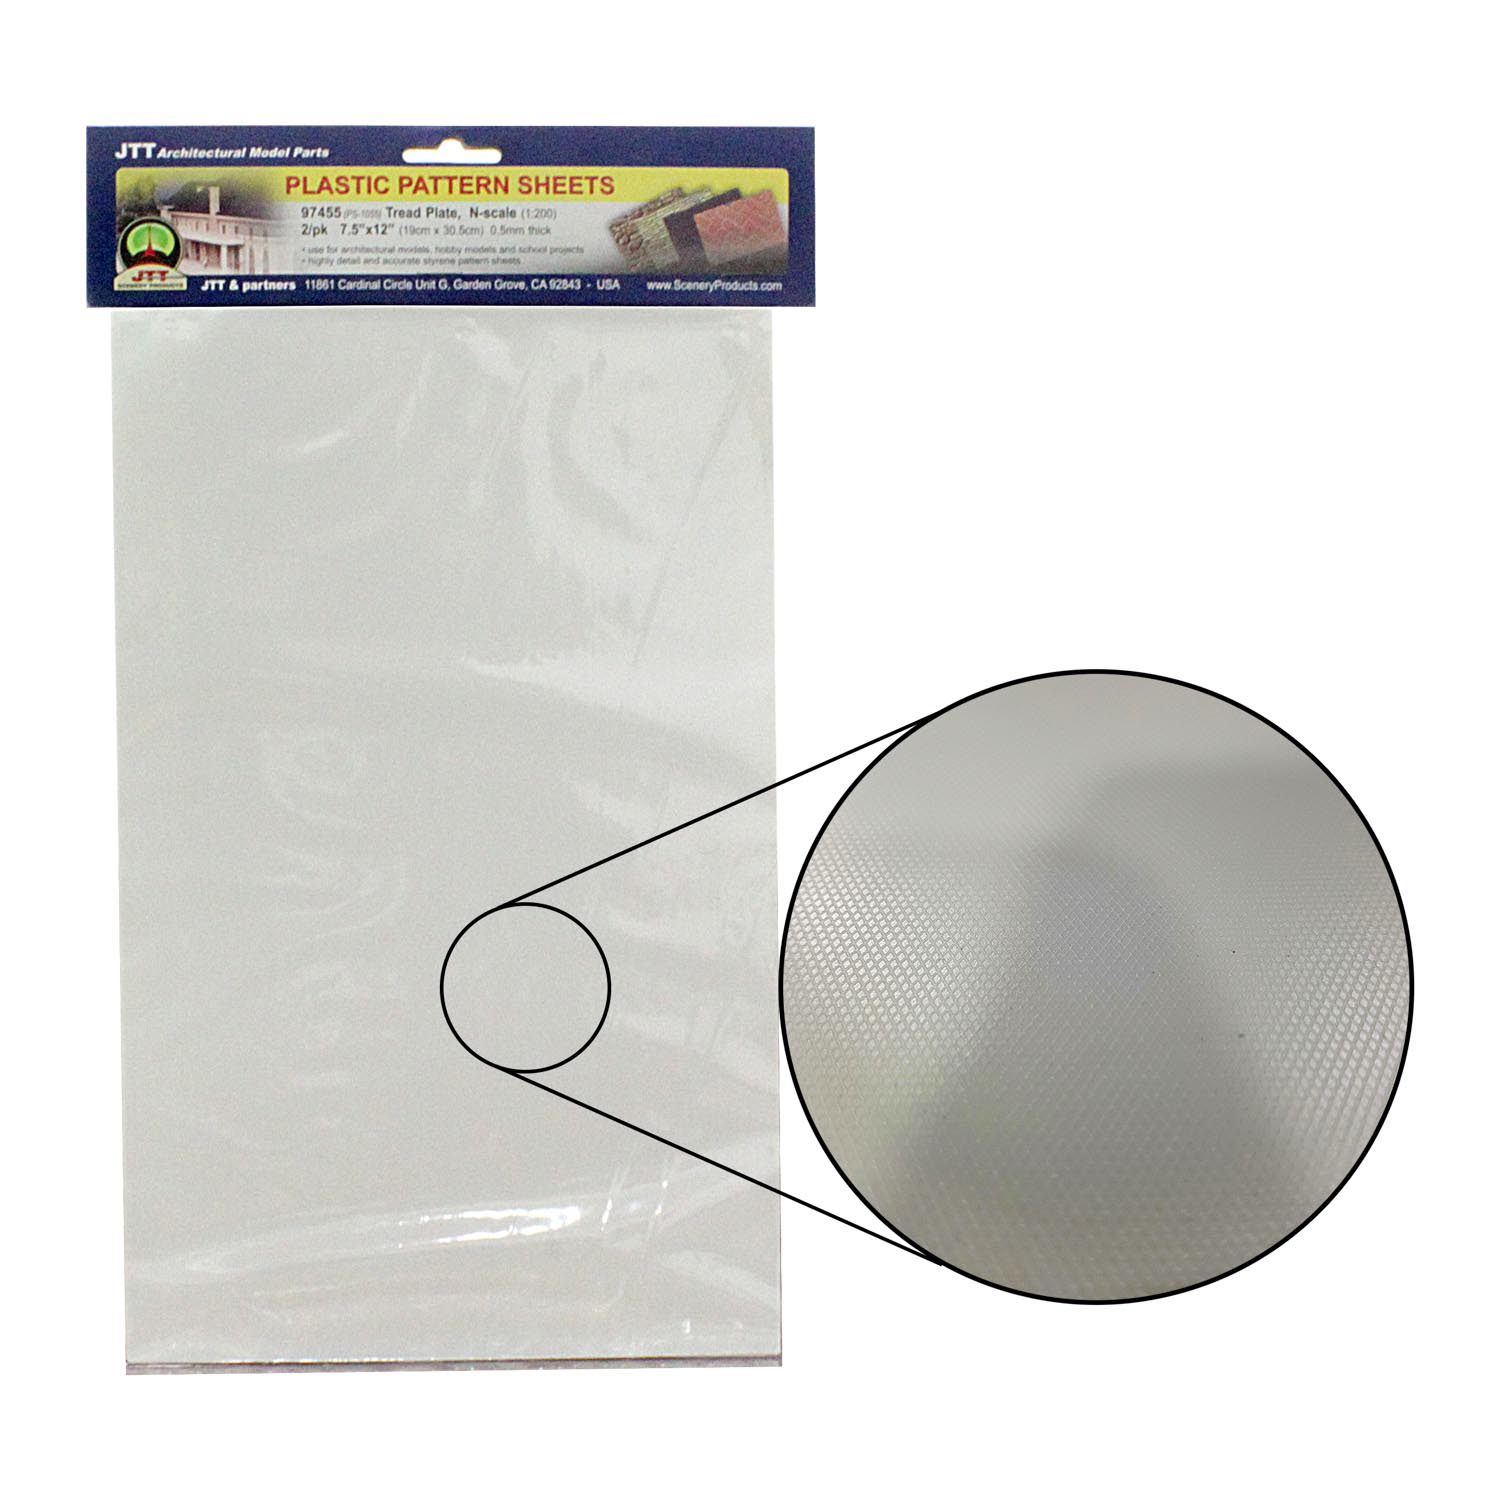 JTT Architectural Model Parts
PLASTIC PATTERN SHEETS
97455 (PS-1055) Tread Plate, N-scale (1:200)
2/pk 7.5"x12" (19cm x 30.5cm) 0.5mm thick
• use for architectural models, hobby models and school projects
• highly detail and accurate styrene pattern sheets
JTT
SCENERY PRODUCTS
JTT & partners 11861 Cardinal Circle Unit G, Garden Grove, CA 92843 • USA www.SceneryProducts.com